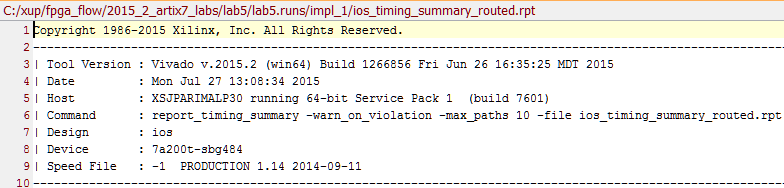 C:/xup/fpga_flow/2015_2_artix7_labs/lab5/lab5.runs/impl_1/ios_timing_summary_routed.rpt
1 Copyright 1986-2015 Xilinx, Inc. All Rights Reserved.
2 ------------------------------------------------------------------------------------
3 | Tool Version : Vivado v.2015.2 (win64) Build 1266856 Fri Jun 26 16:35:25 MDT 2015
4 | Date         : Mon Jul 27 13:08:34 2015
5 | Host         : XSJPARIMALP30 running 64-bit Service Pack 1  (build 7601)
6 | Command      : report_timing_summary -warn_on_violation -max_paths 10 -file ios_timing_summary_routed.rpt
7 | Design       : ios
8 | Device       : 7a200t-sbg484
9 | Speed File   : -1  PRODUCTION 1.14 2014-09-11
10 ------------------------------------------------------------------------------------